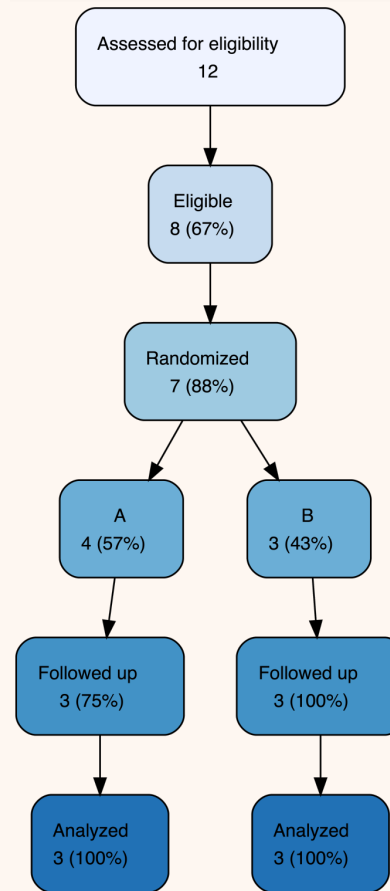 Assessed for eligibility
12
Eligible
8 (67%)
Randomized
7 (88%)
A
4 (57%)
B
3 (43%)
Followed up
3 (75%)
Followed up
3 (100%)
Analyzed
3 (100%)
Analyzed
3 (100%)